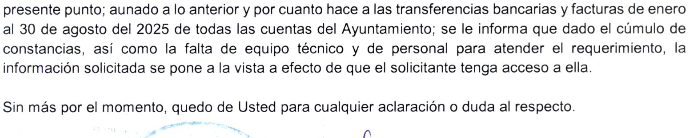 presente punto; aunado a lo anterior y por cuanto hace a las transferencias bancarias y facturas de enero
al 30 de agosto del 2025 de todas las cuentas del Ayuntamiento; se le informa que dado el cúmulo de
constancias, así como la falta de equipo técnico y de personal para atender el requerimiento, la
información solicitada se pone a la vista a efecto de que el solicitante tenga acceso a ella.
Sin más por el momento, quedo de Usted para cualquier aclaración o duda al respecto.